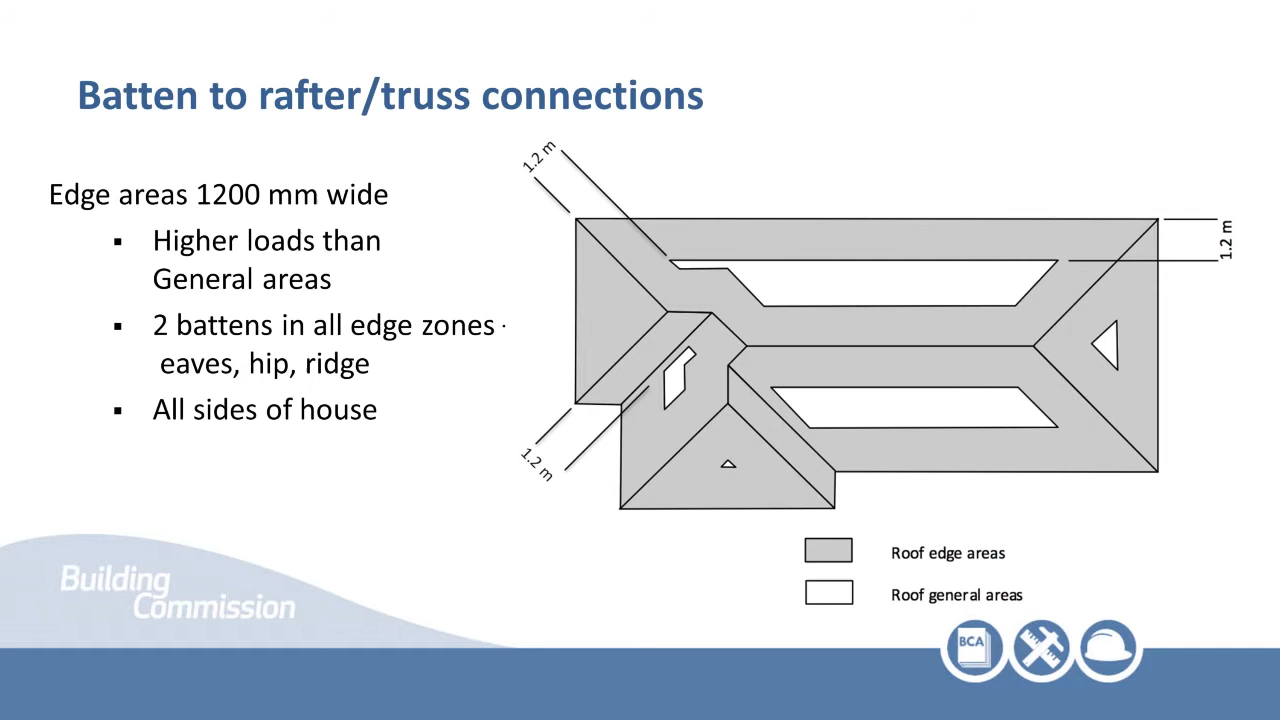 Batten to rafter/truss connections
Edge areas 1200 mm wide
▪ Higher loads than
General areas
▪ 2 battens in all edge zones -
eaves, hip, ridge
▪ All sides of house
1.2 m
1.2 m
1.2 m
Roof edge areas
Roof general areas
Building
Commission
BCA